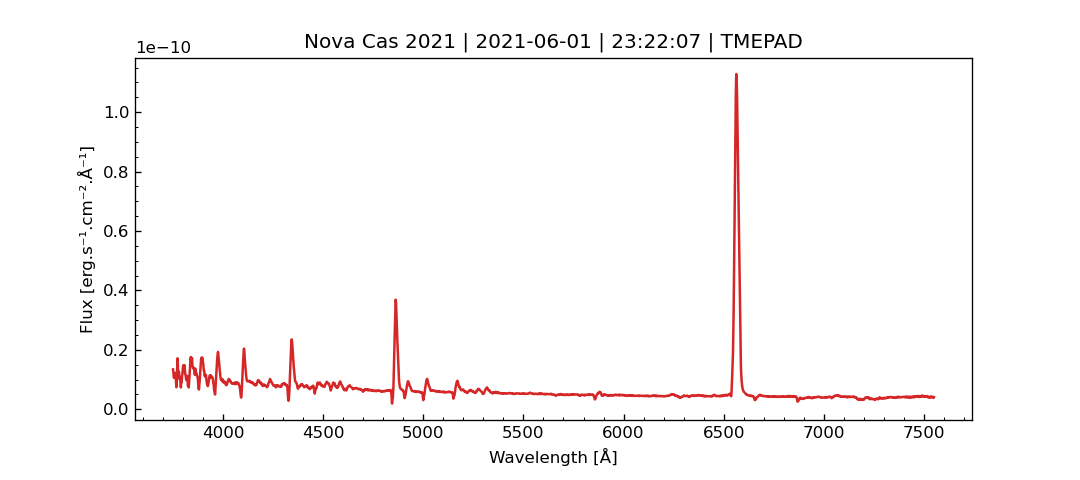 Nova Cas 2021 | 2021-06-01 | 23:22:07 | TMEPAD
1e−10
1.0
0.8
0.6
0.4
0.2
0.0
Flux [erg.s⁻¹.cm⁻².Å⁻¹]
4000 4500 5000 5500 6000 6500 7000 7500
Wavelength [Å]